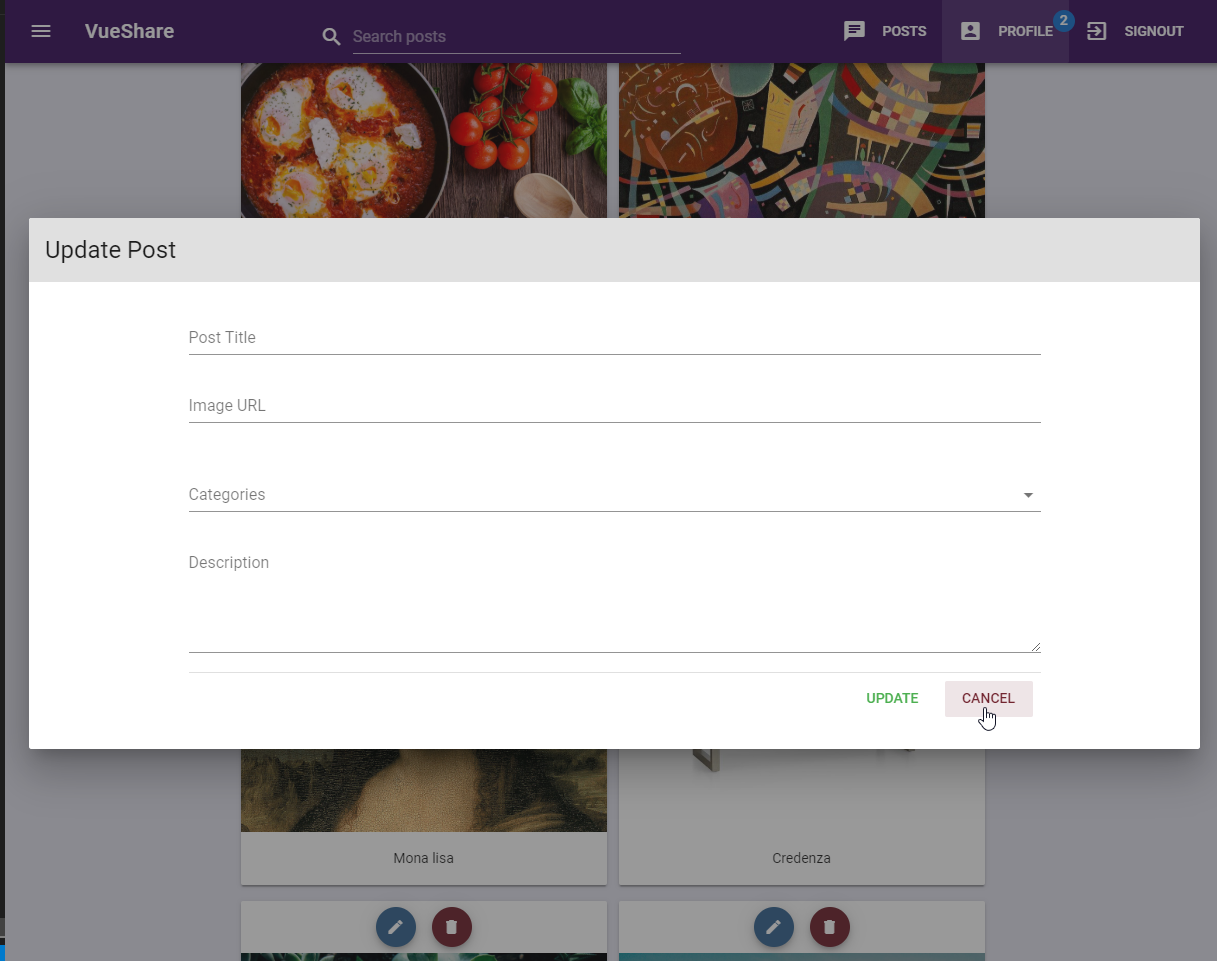 VueShare
Search posts
POSTS
PROFILE
2
SIGNOUT
Update Post
Post Title
Image URL
Categories
Description
UPDATE
CANCEL
Mona lisa
Credenza